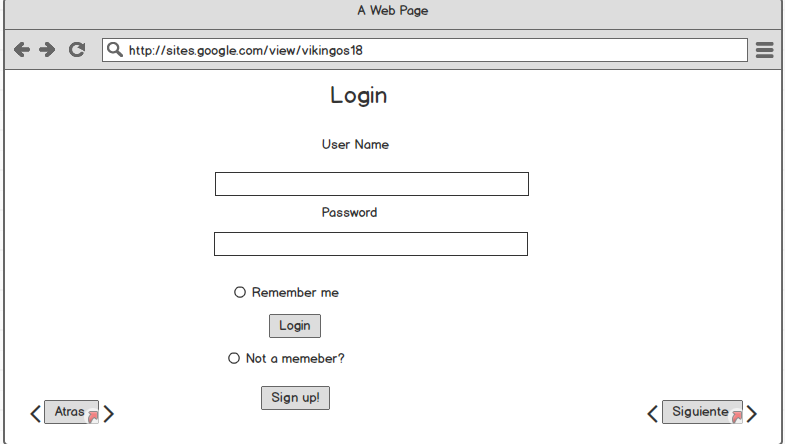 A Web Page
http://sites.google.com/view/vikingos18
Login
User Name
Password
Remember me
Login
Not a memeber?
Sign up!
Atras
Siguiente